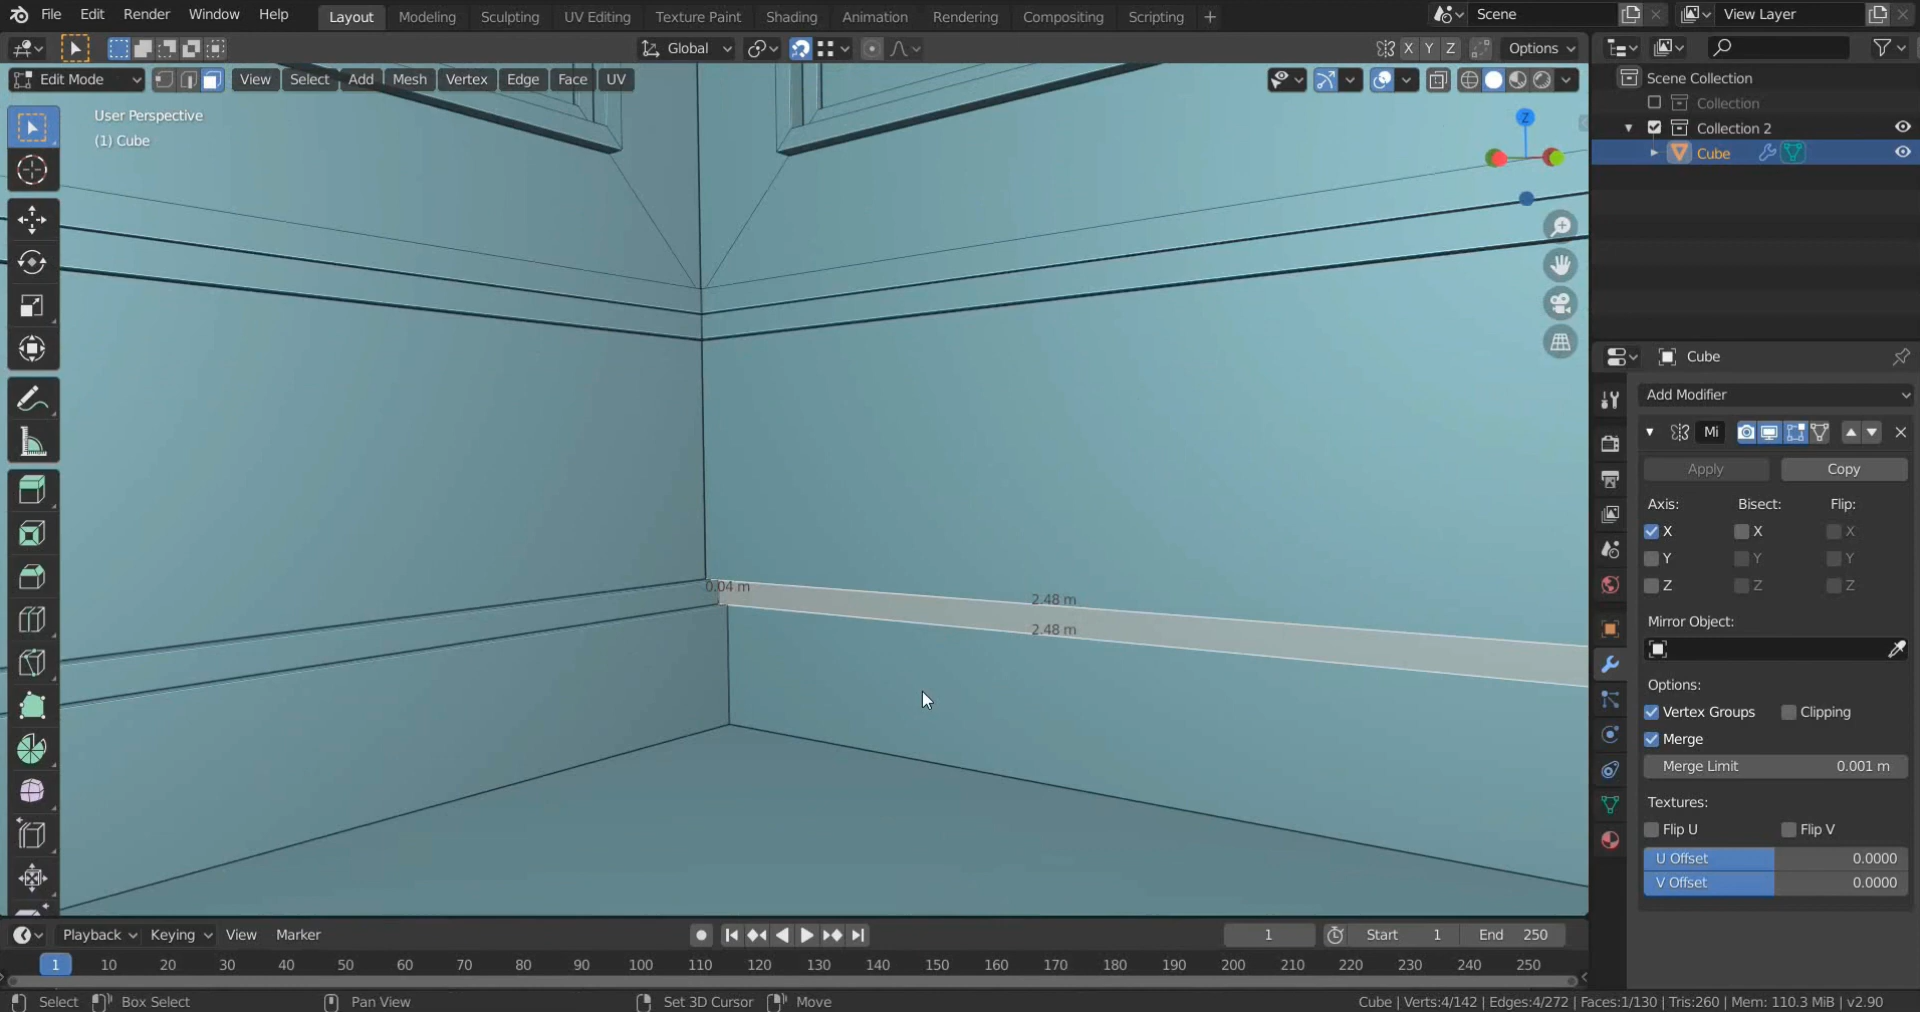 File Edit Render Window Help Layout Modeling Sculpting UV Editing Texture Paint Shading Animation Rendering Compositing Scripting + Scene View Layer
Global X Y Z Options
Edit Mode View Select Add Mesh Vertex Edge Face UV
User Perspective
(1) Cube
Z
Scene Collection
Collection
Collection 2
Cube
Cube
Add Modifier
Mi
Apply Copy
Axis: Bisect: Flip:
X X X
Y Y Y
Z Z Z
Mirror Object:
Options:
Vertex Groups Clipping
Merge
Merge Limit 0.001 m
Textures:
Flip U Flip V
U Offset 0.0000
V Offset 0.0000
0.04 m
2.48 m
2.48 m
Playback Keying View Marker 1 Start 1 End 250
1 10 20 30 40 50 60 70 80 90 100 110 120 130 140 150 160 170 180 190 200 210 220 230 240 250
Select Box Select Pan View Set 3D Cursor Move Cube | Verts:4/142 | Edges:4/272 | Faces:1/130 | Tris:260 | Mem: 110.3 MiB | v2.90